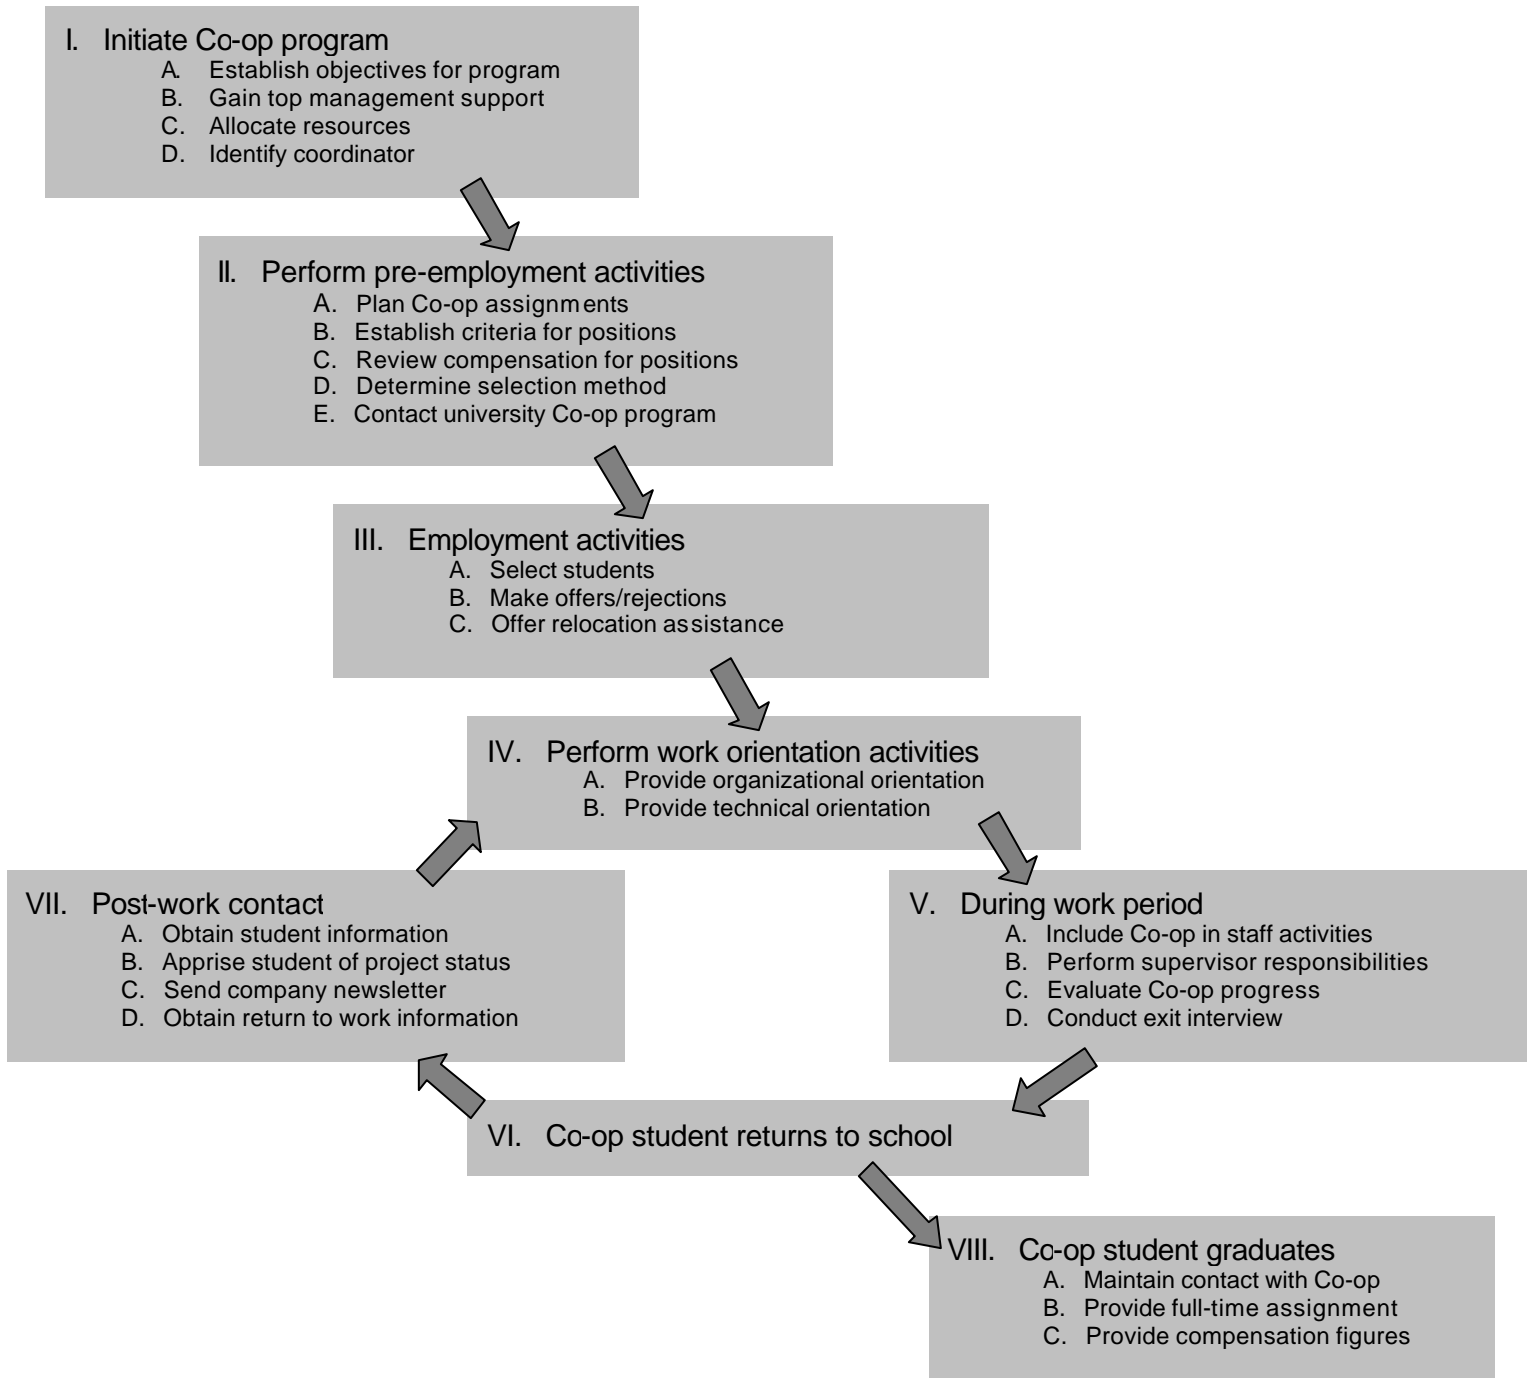 I. Initiate Co-op program
A. Establish objectives for program
B. Gain top management support
C. Allocate resources
D. Identify coordinator
II. Perform pre-employment activities
A. Plan Co-op assignments
B. Establish criteria for positions
C. Review compensation for positions
D. Determine selection method
E. Contact university Co-op program
III. Employment activities
A. Select students
B. Make offers/rejections
C. Offer relocation assistance
IV. Perform work orientation activities
A. Provide organizational orientation
B. Provide technical orientation
V. During work period
A. Include Co-op in staff activities
B. Perform supervisor responsibilities
C. Evaluate Co-op progress
D. Conduct exit interview
VI. Co-op student returns to school
VII. Post-work contact
A. Obtain student information
B. Apprise student of project status
C. Send company newsletter
D. Obtain return to work information
VIII. Co-op student graduates
A. Maintain contact with Co-op
B. Provide full-time assignment
C. Provide compensation figures